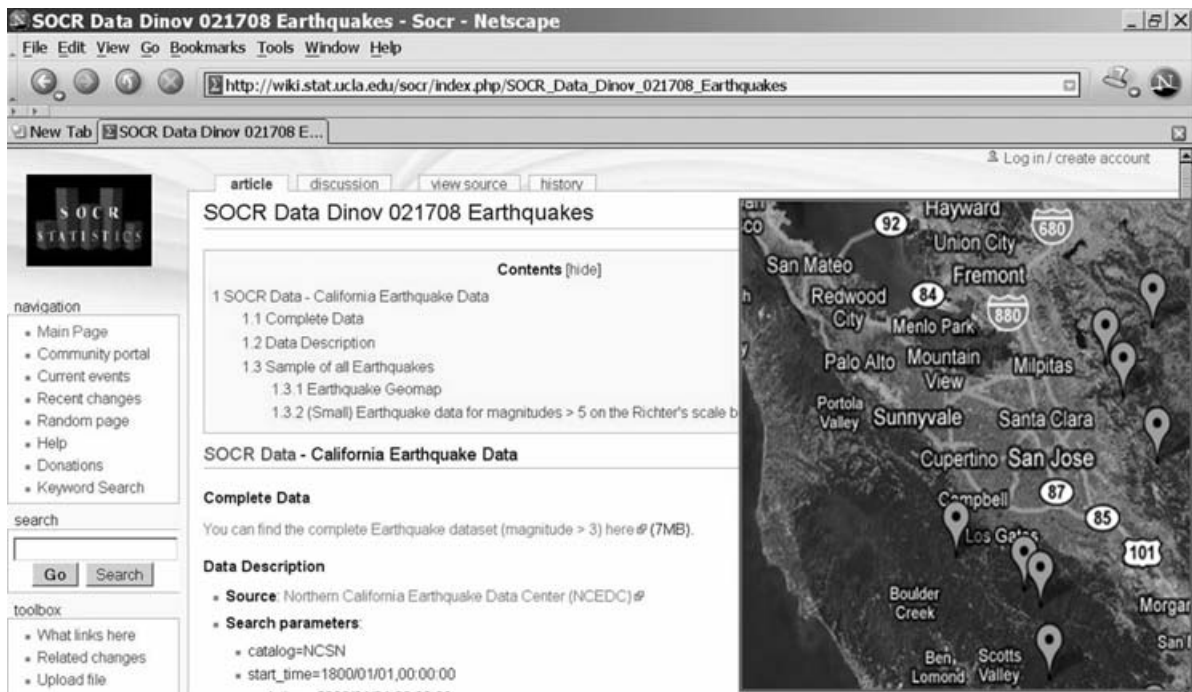 SOCR Data Dinov 021708 Earthquakes - Socr - Netscape
File Edit View Go Bookmarks Tools Window Help
http://wiki.stat.ucla.edu/socr/index.php/SOCR_Data_Dinov_021708_Earthquakes
New Tab
SOCR Data Dinov 021708 E...
Log in / create account
SOCR
STATISTICS
article
discussion
view source
history
SOCR Data Dinov 021708 Earthquakes
Contents [hide]
1 SOCR Data - California Earthquake Data
1.1 Complete Data
1.2 Data Description
1.3 Sample of all Earthquakes
1.3.1 Earthquake Geomap
1.3.2 (Small) Earthquake data for magnitudes > 5 on the Richter's scale b
SOCR Data - California Earthquake Data
Complete Data
You can find the complete Earthquake dataset (magnitude > 3) here (7MB).
Data Description
Source: Northern California Earthquake Data Center (NCEDC)
Search parameters:
catalog=NCSN
start_time=1800/01/01,00:00:00
navigation
Main Page
Community portal
Current events
Recent changes
Random page
Help
Donations
Keyword Search
search
Go
Search
toolbox
What links here
Related changes
Upload file
Hayward
92
680
Union City
San Mateo
Fremont
Redwood City
84
880
Menlo Park
Palo Alto
Mountain View
Milpitas
Portola Valley
Sunnyvale
Santa Clara
Cupertino
San Jose
Campbell
87
85
Los Gatos
101
Boulder Creek
Morgan
Ben Lomond
Scotts Valley